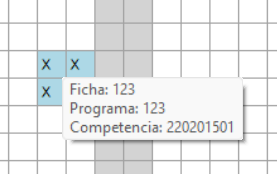 X X
X
Ficha: 123
Programa: 123
Competencia: 220201501